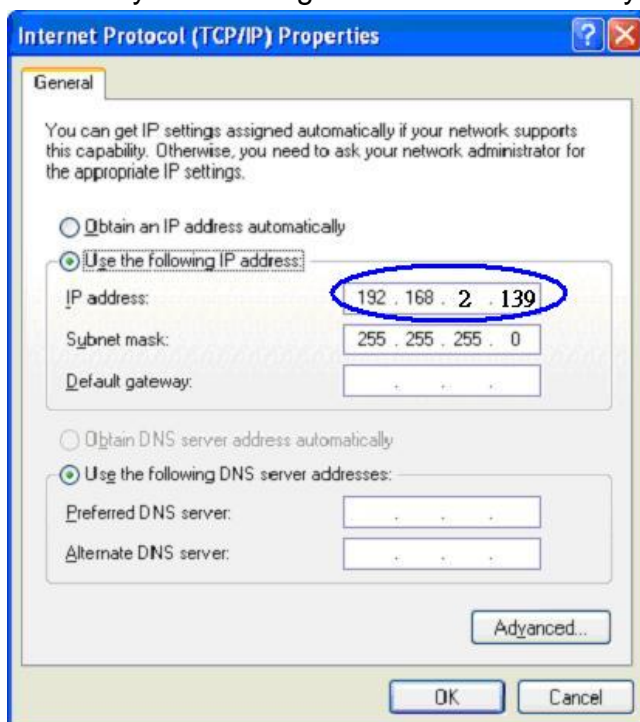 Internet Protocol (TCP/IP) Properties
General
You can get IP settings assigned automatically if your network supports
this capability. Otherwise, you need to ask your network administrator for
the appropriate IP settings.
Obtain an IP address automatically
Use the following IP address:
IP address: 192 . 168 . 2 . 139
Subnet mask: 255 . 255 . 255 . 0
Default gateway: . . .
Obtain DNS server address automatically
Use the following DNS server addresses:
Preferred DNS server: . . .
Alternate DNS server: . . .
Advanced...
OK Cancel